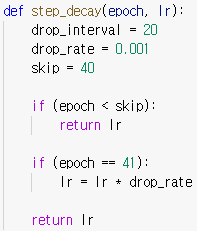 def step_decay(epoch, lr):
    drop_interval = 20
    drop_rate = 0.001
    skip = 40

    if (epoch < skip):
        return lr

    if (epoch == 41):
        lr = lr * drop_rate

    return lr